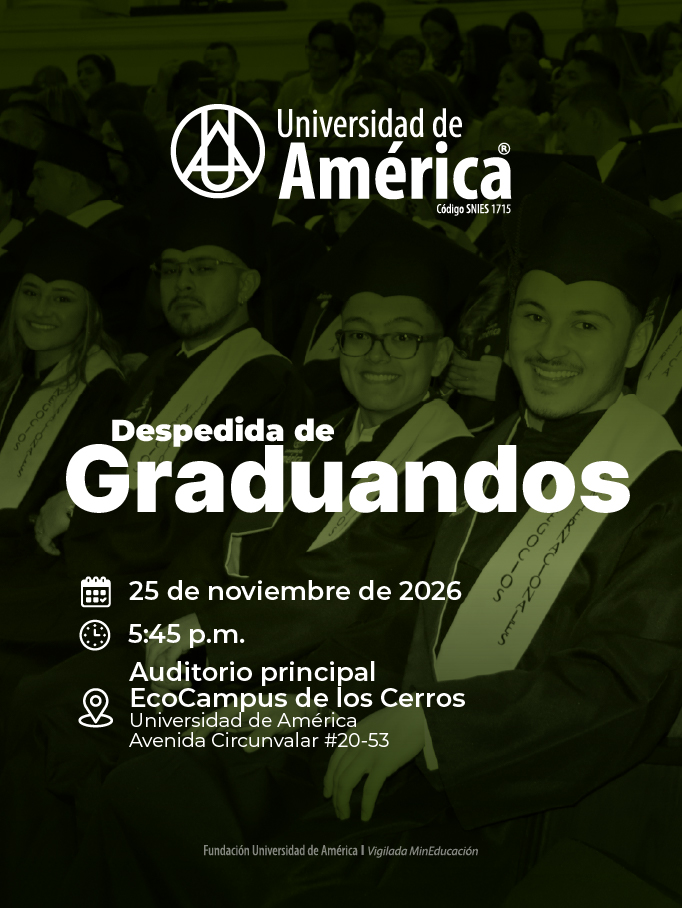 Universidad de
América®
Código SNIES 1715
Despedida de
Graduandos
25 de noviembre de 2026
5:45 p.m.
Auditorio principal
EcoCampus de los Cerros
Universidad de América
Avenida Circunvalar #20-53
Fundación Universidad de América | Vigilada MinEducación